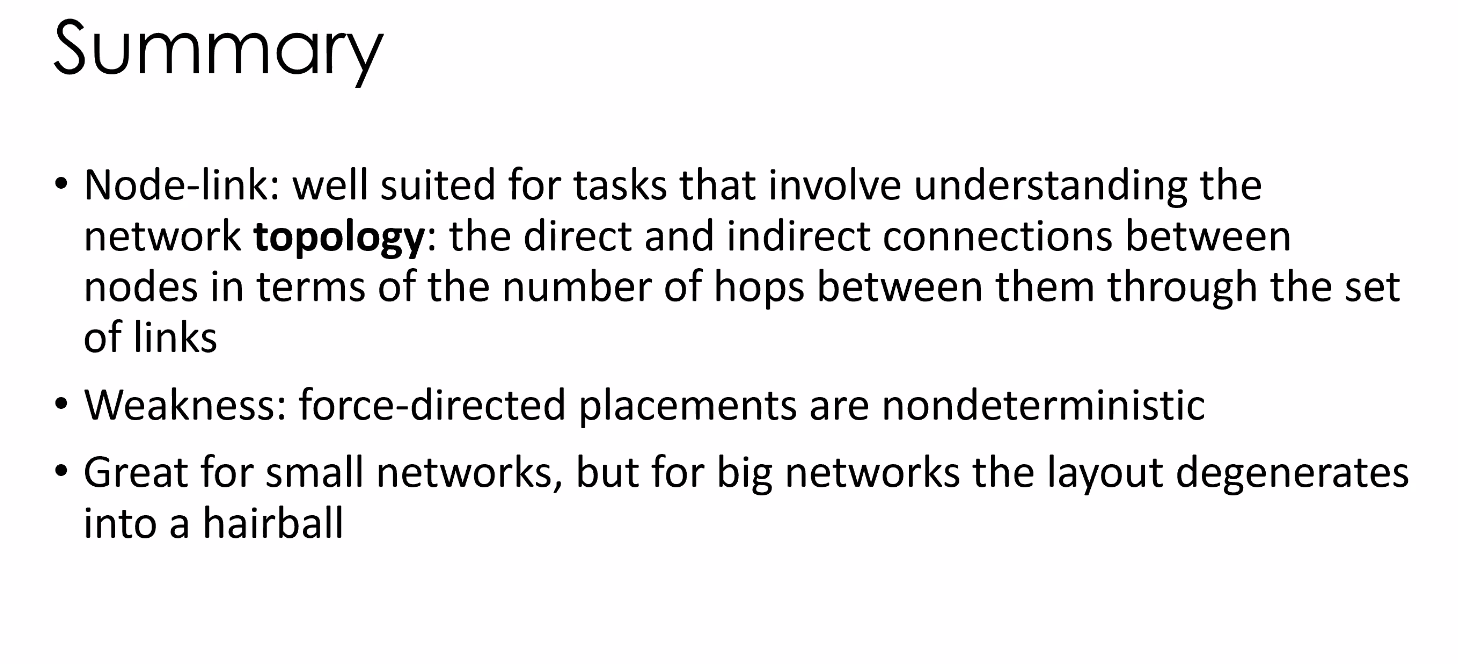 Summary
• Node-link: well suited for tasks that involve understanding the
network topology: the direct and indirect connections between
nodes in terms of the number of hops between them through the set
of links
• Weakness: force-directed placements are nondeterministic
• Great for small networks, but for big networks the layout degenerates
into a hairball